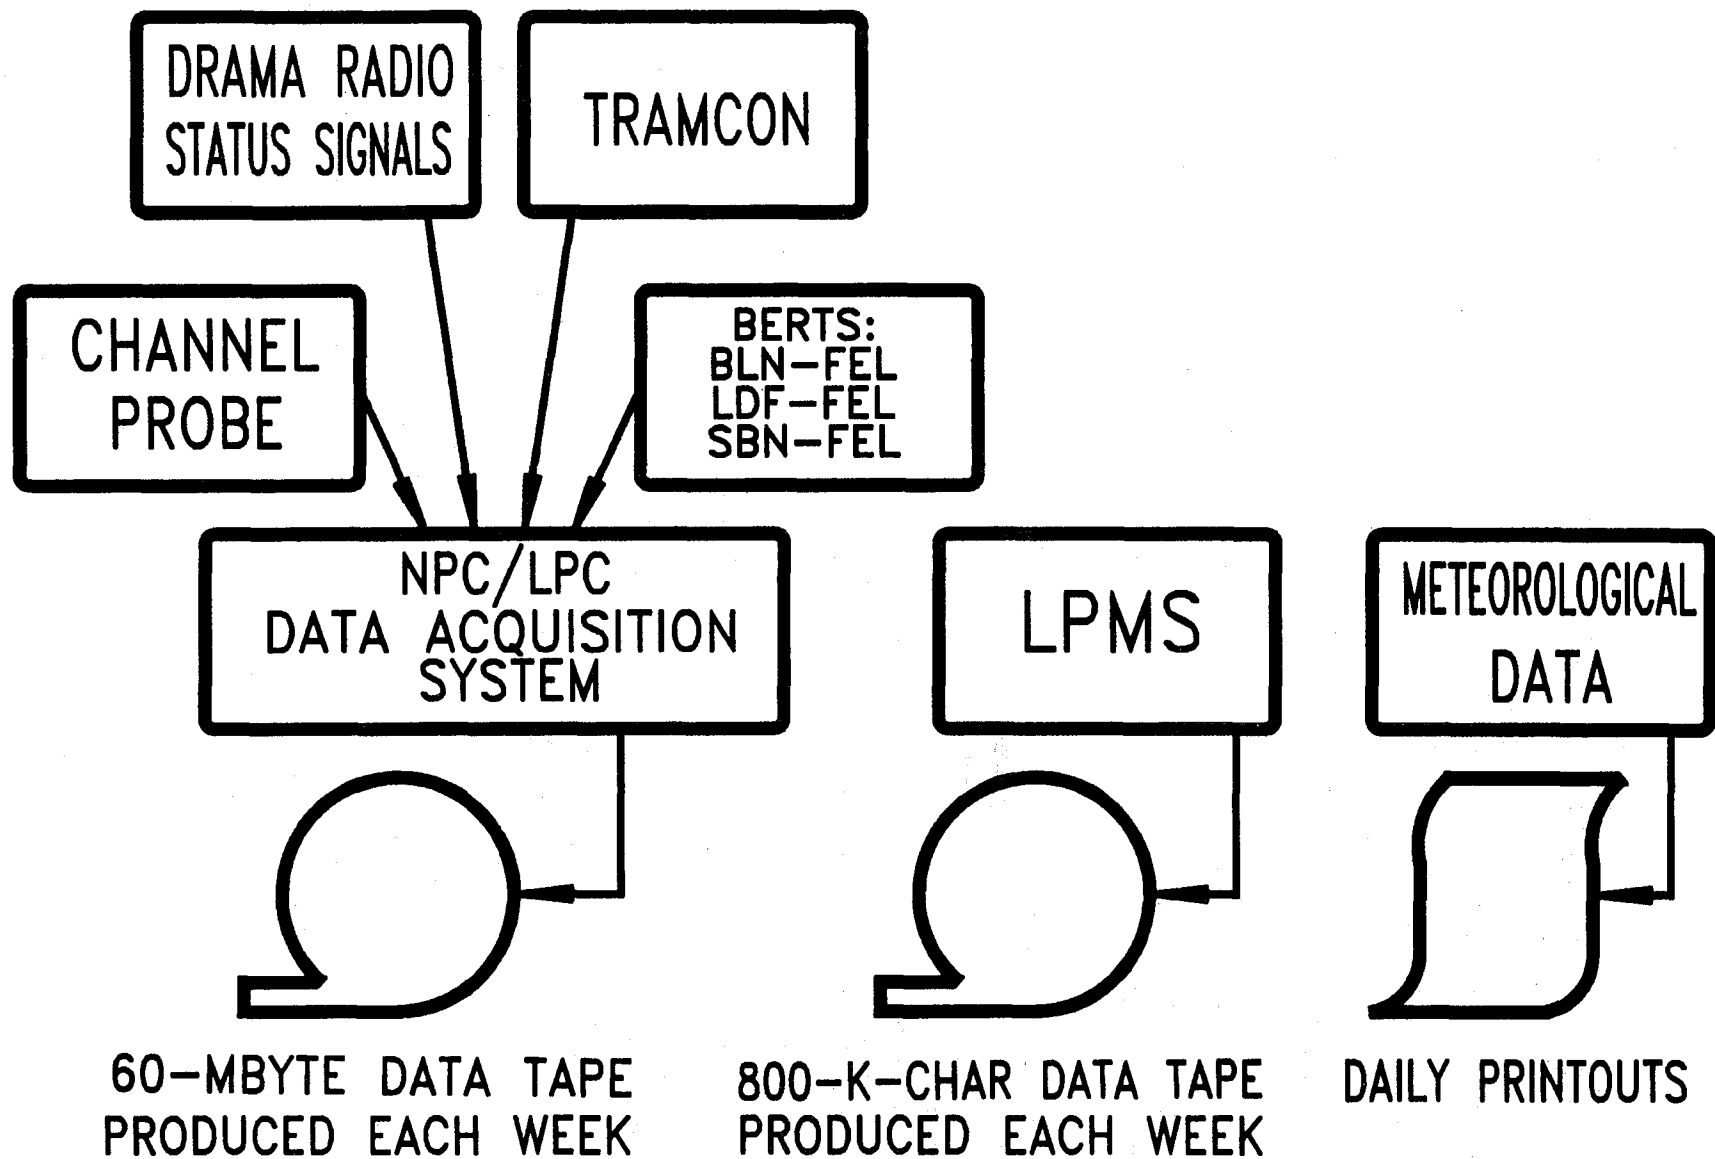 DRAMA RADIO
STATUS SIGNALS
TRAMCON
CHANNEL
PROBE
BERTS:
BLN-FEL
LDF-FEL
SBN-FEL
NPC/LPC
DATA ACQUISITION
SYSTEM
LPMS
METEOROLOGICAL
DATA
60-MBYTE DATA TAPE
PRODUCED EACH WEEK
800-K-CHAR DATA TAPE
PRODUCED EACH WEEK
DAILY PRINTOUTS